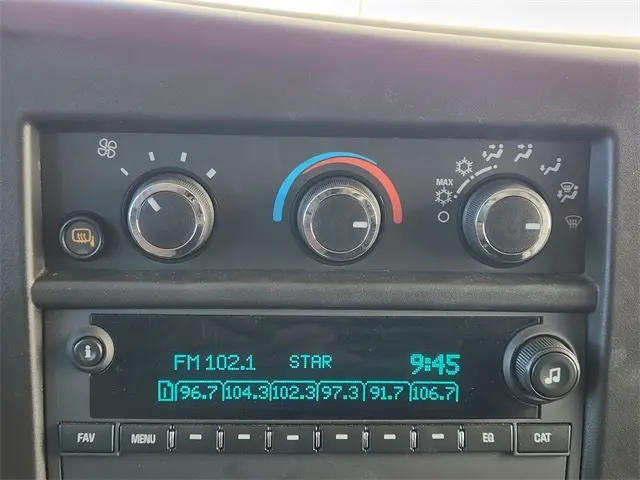 MAX
FM 102.1 STAR 9:45
1 96.7 104.3 102.3 97.3 91.7 106.7
i
FAV MENU EQ CAT